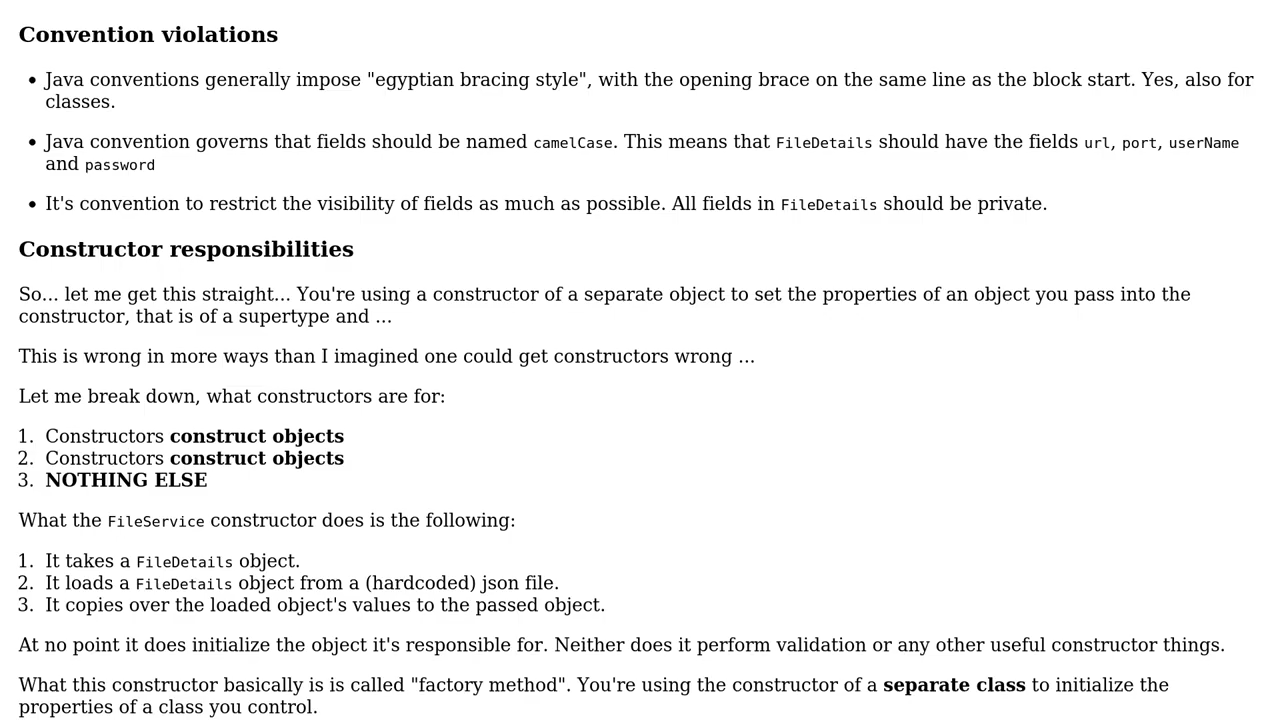 Convention violations
• Java conventions generally impose "egyptian bracing style", with the opening brace on the same line as the block start. Yes, also for
classes.
• Java convention governs that fields should be named camelCase. This means that FileDetails should have the fields url, port, userName
and password
• It's convention to restrict the visibility of fields as much as possible. All fields in FileDetails should be private.
Constructor responsibilities
So... let me get this straight... You're using a constructor of a separate object to set the properties of an object you pass into the
constructor, that is of a supertype and ...
This is wrong in more ways than I imagined one could get constructors wrong ...
Let me break down, what constructors are for:
1. Constructors construct objects
2. Constructors construct objects
3. NOTHING ELSE
What the FileService constructor does is the following:
1. It takes a FileDetails object.
2. It loads a FileDetails object from a (hardcoded) json file.
3. It copies over the loaded object's values to the passed object.
At no point it does initialize the object it's responsible for. Neither does it perform validation or any other useful constructor things.
What this constructor basically is is called "factory method". You're using the constructor of a separate class to initialize the
properties of a class you control.